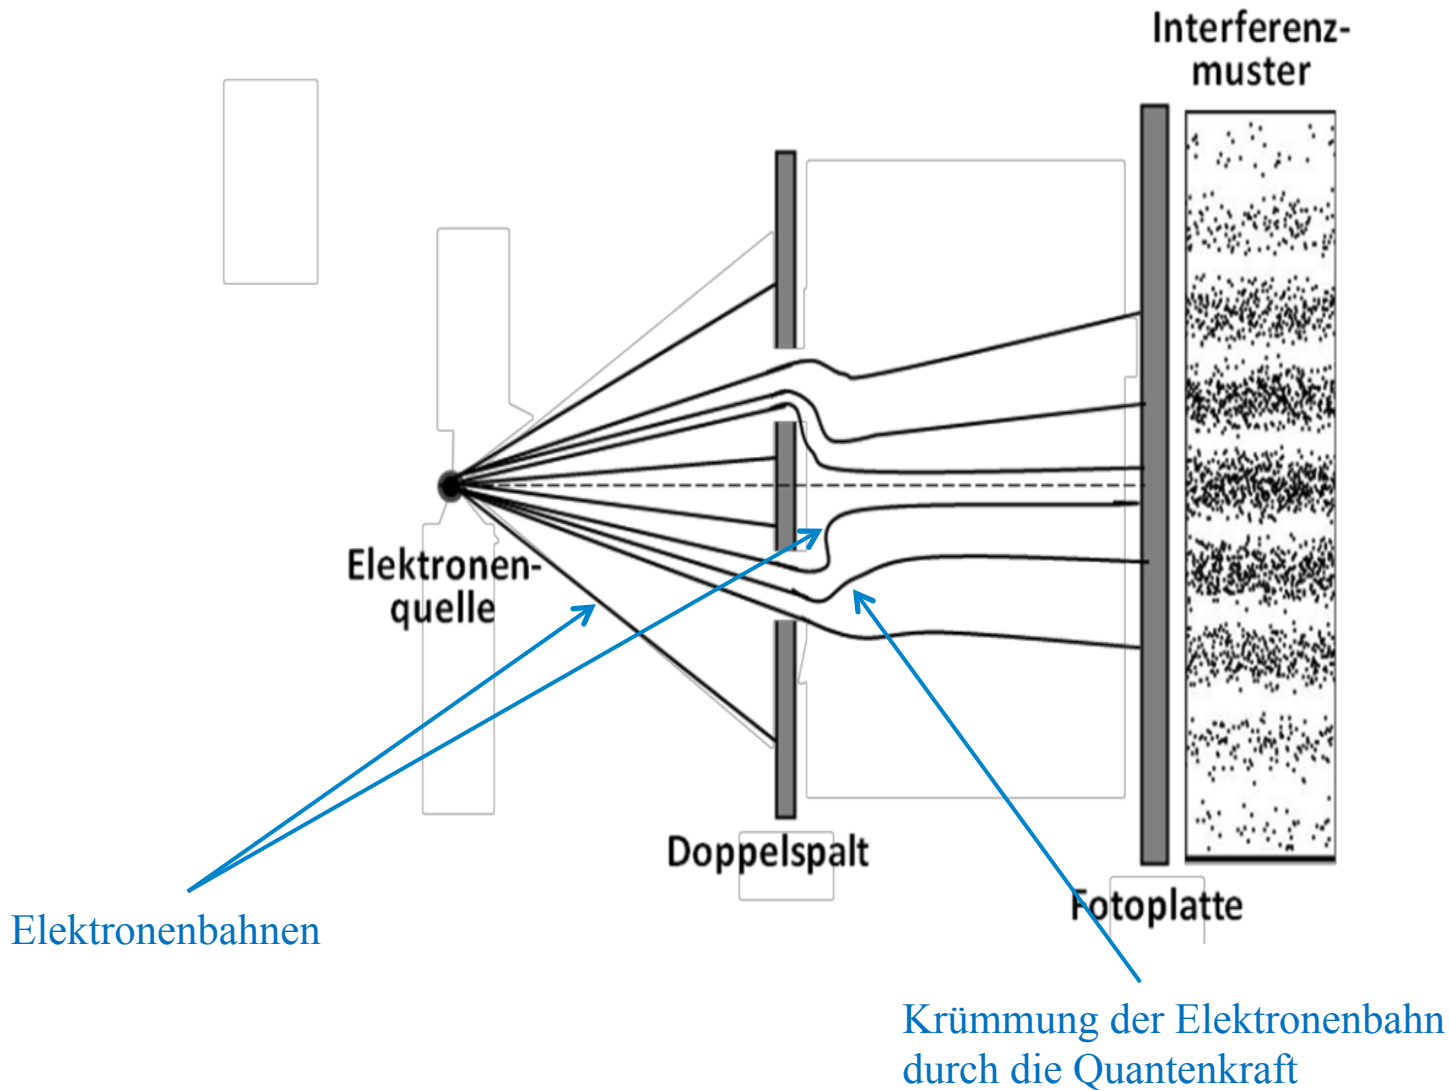 Interferenz-
muster
Elektronen-
quelle
Doppelspalt
Fotoplatte
Elektronenbahnen
Krümmung der Elektronenbahn
durch die Quantenkraft